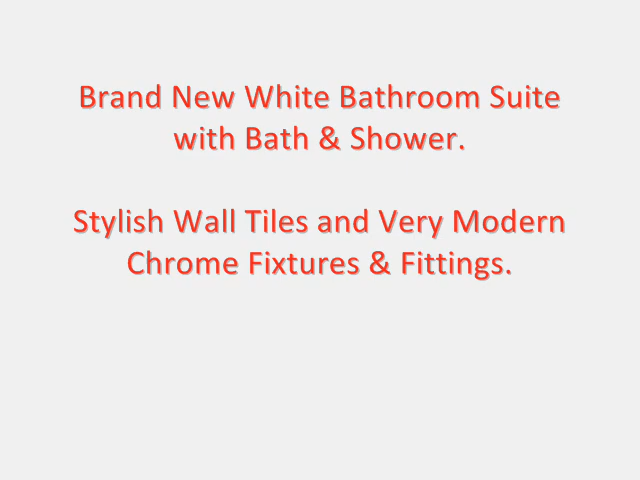 Brand New White Bathroom Suite
with Bath & Shower.
Stylish Wall Tiles and Very Modern
Chrome Fixtures & Fittings.